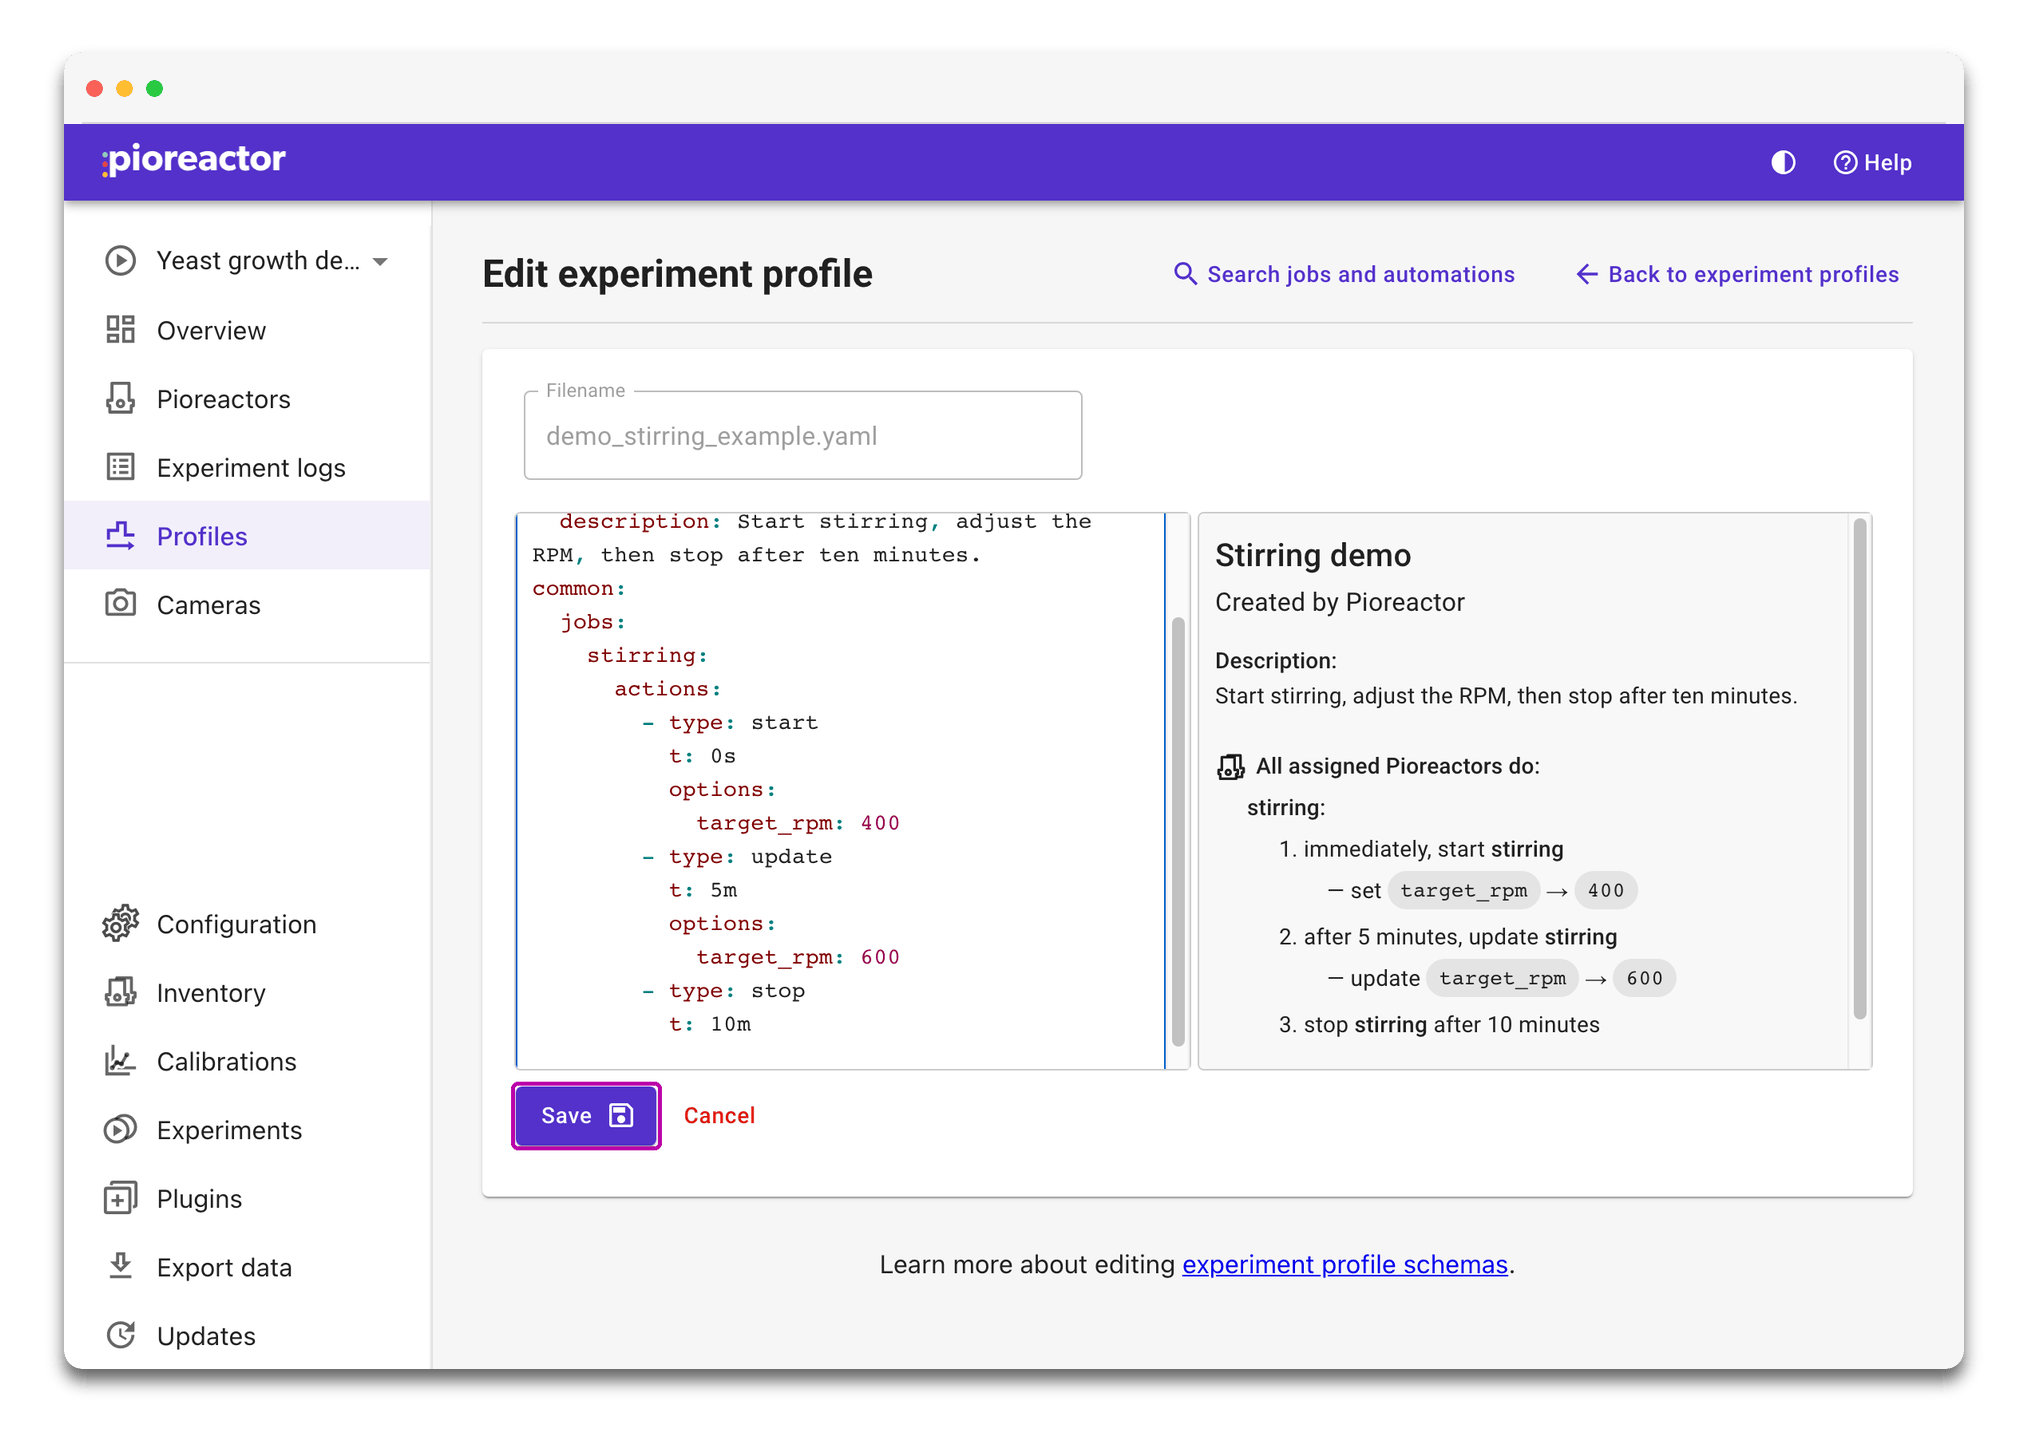 pioreactor
Help
Yeast growth de...
Overview
Pioreactors
Experiment logs
Profiles
Cameras
Configuration
Inventory
Calibrations
Experiments
Plugins
Export data
Updates
Edit experiment profile
Search jobs and automations
Back to experiment profiles
Filename
demo_stirring_example.yaml
description: Start stirring, adjust the
RPM, then stop after ten minutes.
common:
jobs:
stirring:
actions:
- type: start
t: 0s
options:
target_rpm: 400
- type: update
t: 5m
options:
target_rpm: 600
- type: stop
t: 10m
Stirring demo
Created by Pioreactor
Description:
Start stirring, adjust the RPM, then stop after ten minutes.
All assigned Pioreactors do:
stirring:
1. immediately, start stirring
— set target_rpm → 400
2. after 5 minutes, update stirring
— update target_rpm → 600
3. stop stirring after 10 minutes
Save
Cancel
Learn more about editing experiment profile schemas.